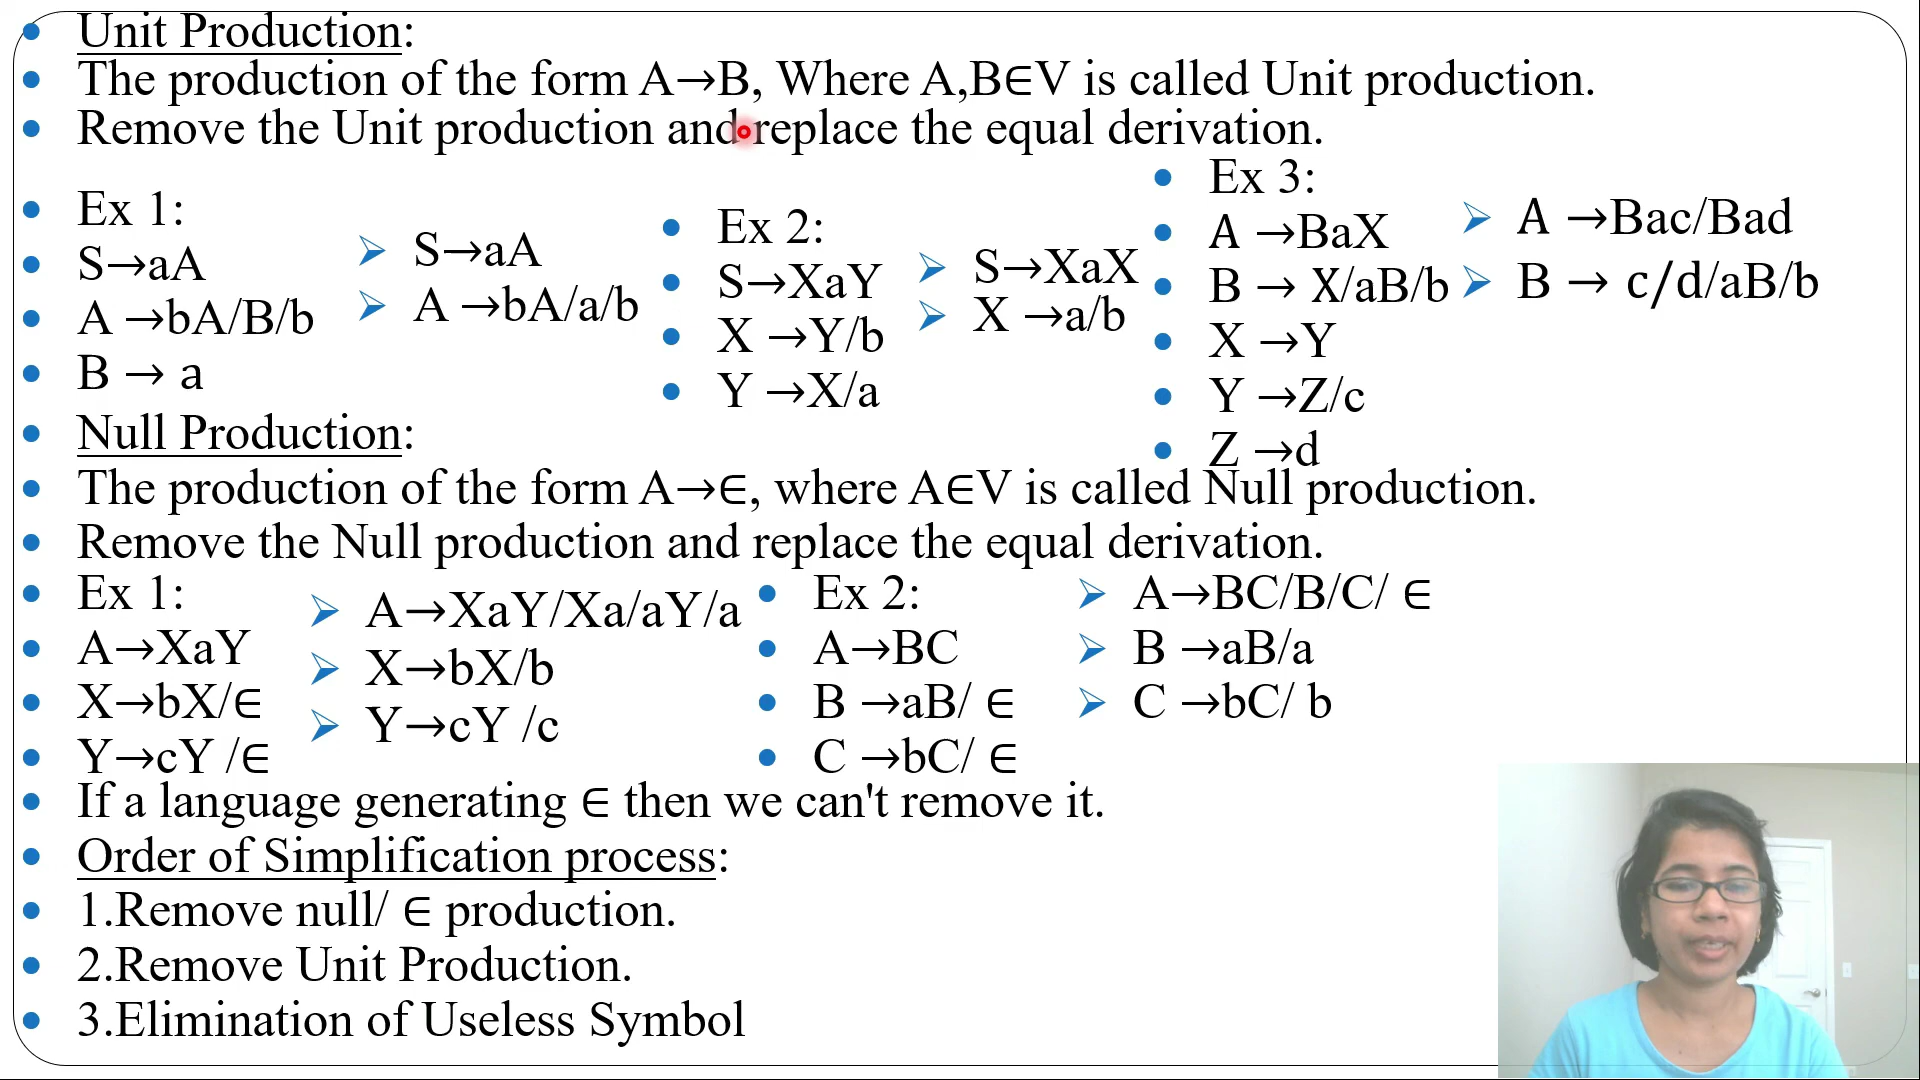 Unit Production:
The production of the form A→B, Where A,B∈V is called Unit production.
Remove the Unit production and replace the equal derivation.
Ex 1:
S→aA
A →bA/B/b
B → a
S→aA
A →bA/a/b
Ex 2:
S→XaY
X →Y/b
Y →X/a
S→XaX
X →a/b
Ex 3:
A →BaX
B → X/aB/b
X →Y
Y →Z/c
Z →d
A →Bac/Bad
B → c/d/aB/b
Null Production:
The production of the form A→∈, where A∈V is called Null production.
Remove the Null production and replace the equal derivation.
Ex 1:
A→XaY
X→bX/∈
Y→cY /∈
A→XaY/Xa/aY/a
X→bX/b
Y→cY /c
Ex 2:
A→BC
B →aB/ ∈
C →bC/ ∈
A→BC/B/C/ ∈
B →aB/a
C →bC/ b
If a language generating ∈ then we can't remove it.
Order of Simplification process:
1.Remove null/ ∈ production.
2.Remove Unit Production.
3.Elimination of Useless Symbol